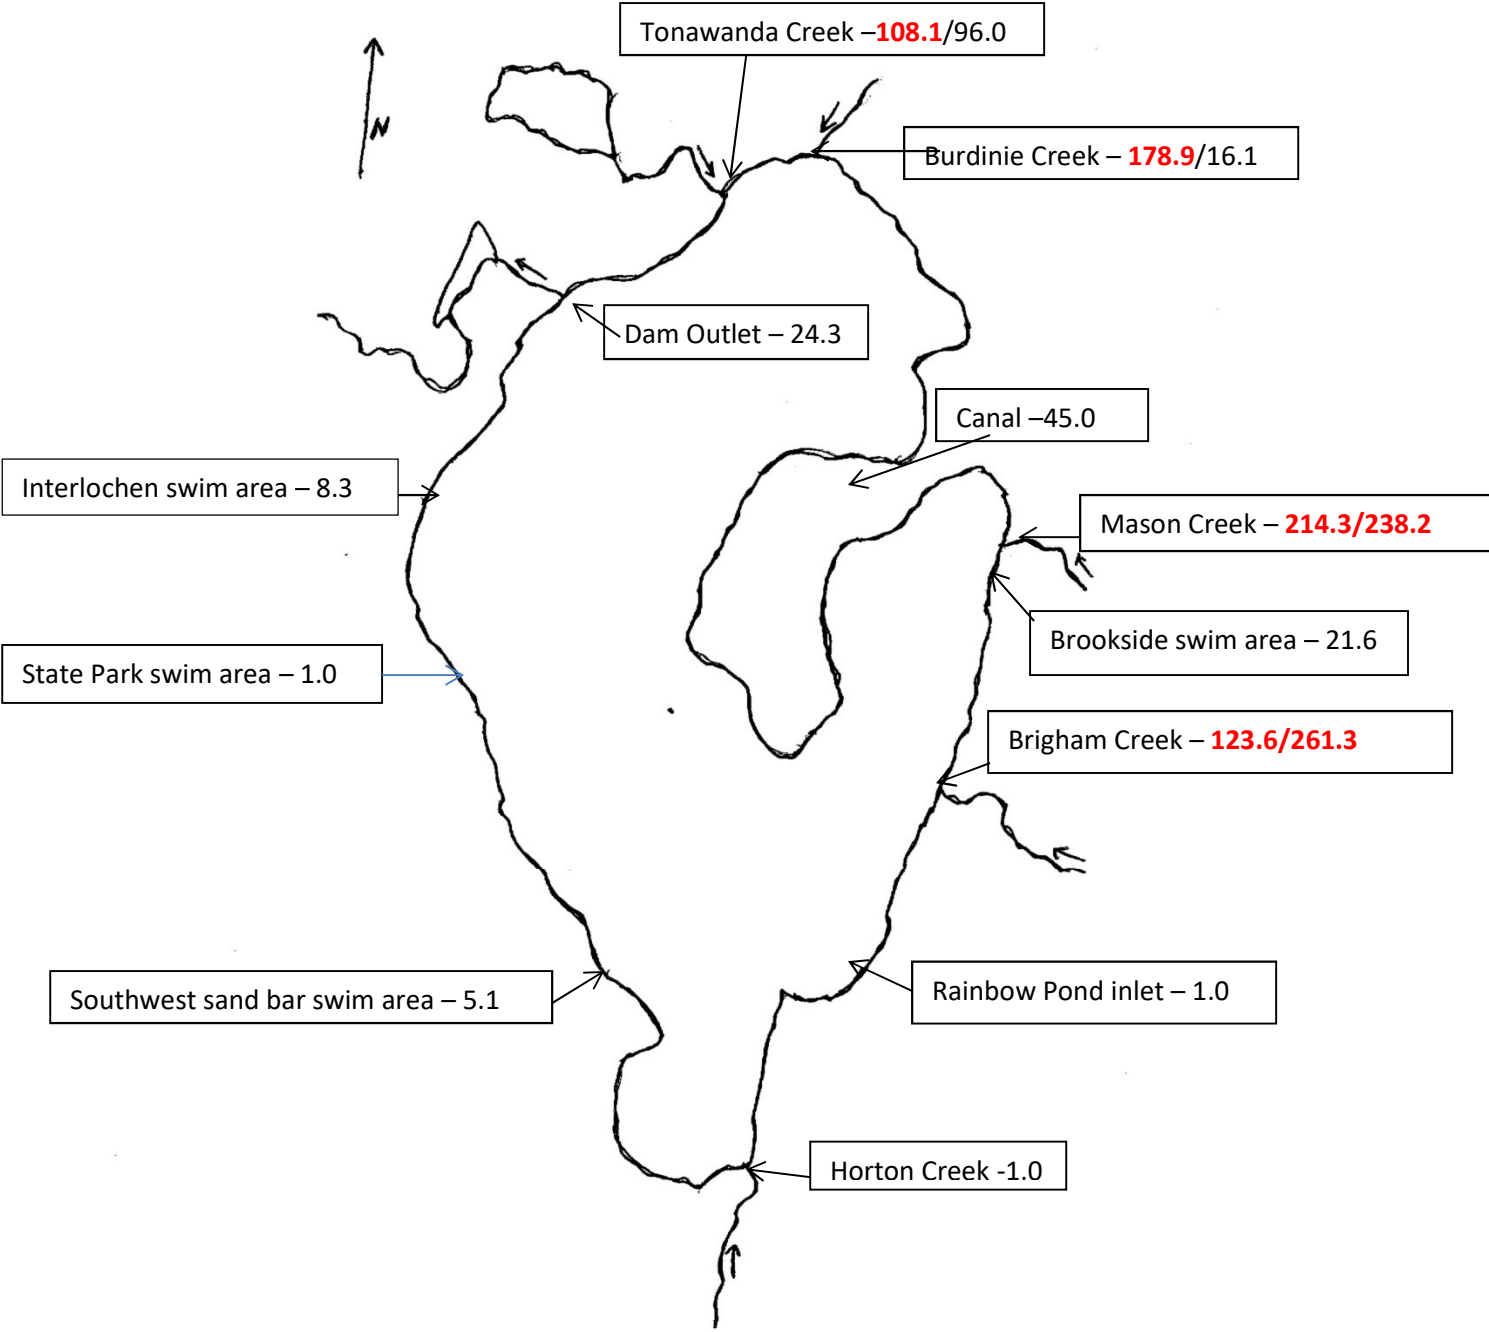 Tonawanda Creek –108.1/96.0
N
Burdinie Creek – 178.9/16.1
Dam Outlet – 24.3
Canal –45.0
Interlochen swim area – 8.3
Mason Creek – 214.3/238.2
Brookside swim area – 21.6
State Park swim area – 1.0
Brigham Creek – 123.6/261.3
Southwest sand bar swim area – 5.1
Rainbow Pond inlet – 1.0
Horton Creek -1.0